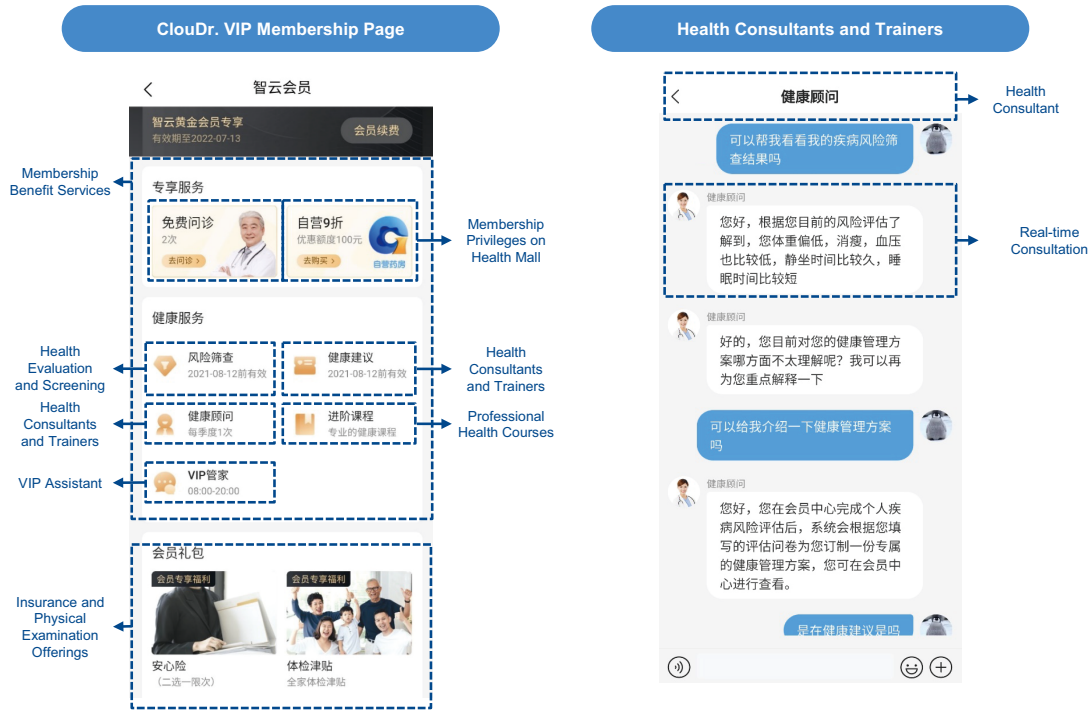 ClouDr. VIP Membership Page
智云会员
智云黄金会员专享
有效期至2022-07-13
会员续费
Membership
Benefit Services
专享服务
免费问诊
2次
去问诊 >
自营9折
优惠额度100元
去购买 >
自营药房
Membership
Privileges on
Health Mall
健康服务
Health
Evaluation
and Screening
风险筛查
2021-08-12前有效
健康建议
2021-08-12前有效
Health
Consultants
and Trainers
Health
Consultants
and Trainers
健康顾问
每季度1次
进阶课程
专业的健康课程
Professional
Health Courses
VIP Assistant
VIP管家
08:00-20:00
会员礼包
Insurance and
Physical
Examination
Offerings
会员专享福利
会员专享福利
安心险
（二选一限次）
体检津贴
全家体检津贴
Health Consultants and Trainers
健康顾问
Health
Consultant
可以帮我看看我的疾病风险筛
查结果吗
健康顾问
您好，根据您目前的风险评估了
解到，您体重偏低，消瘦，血压
也比较低，静坐时间比较久，睡
眠时间比较短
Real-time
Consultation
健康顾问
好的，您目前对您的健康管理方
案哪方面不太理解呢？我可以再
为您重点解释一下
可以给我介绍一下健康管理方案
吗
健康顾问
您好，您在会员中心完成个人疾
病风险评估后，系统会根据您填
写的评估问卷为您订制一份专属
的健康管理方案，您可在会员中
心进行查看。
是在健康建议是吗